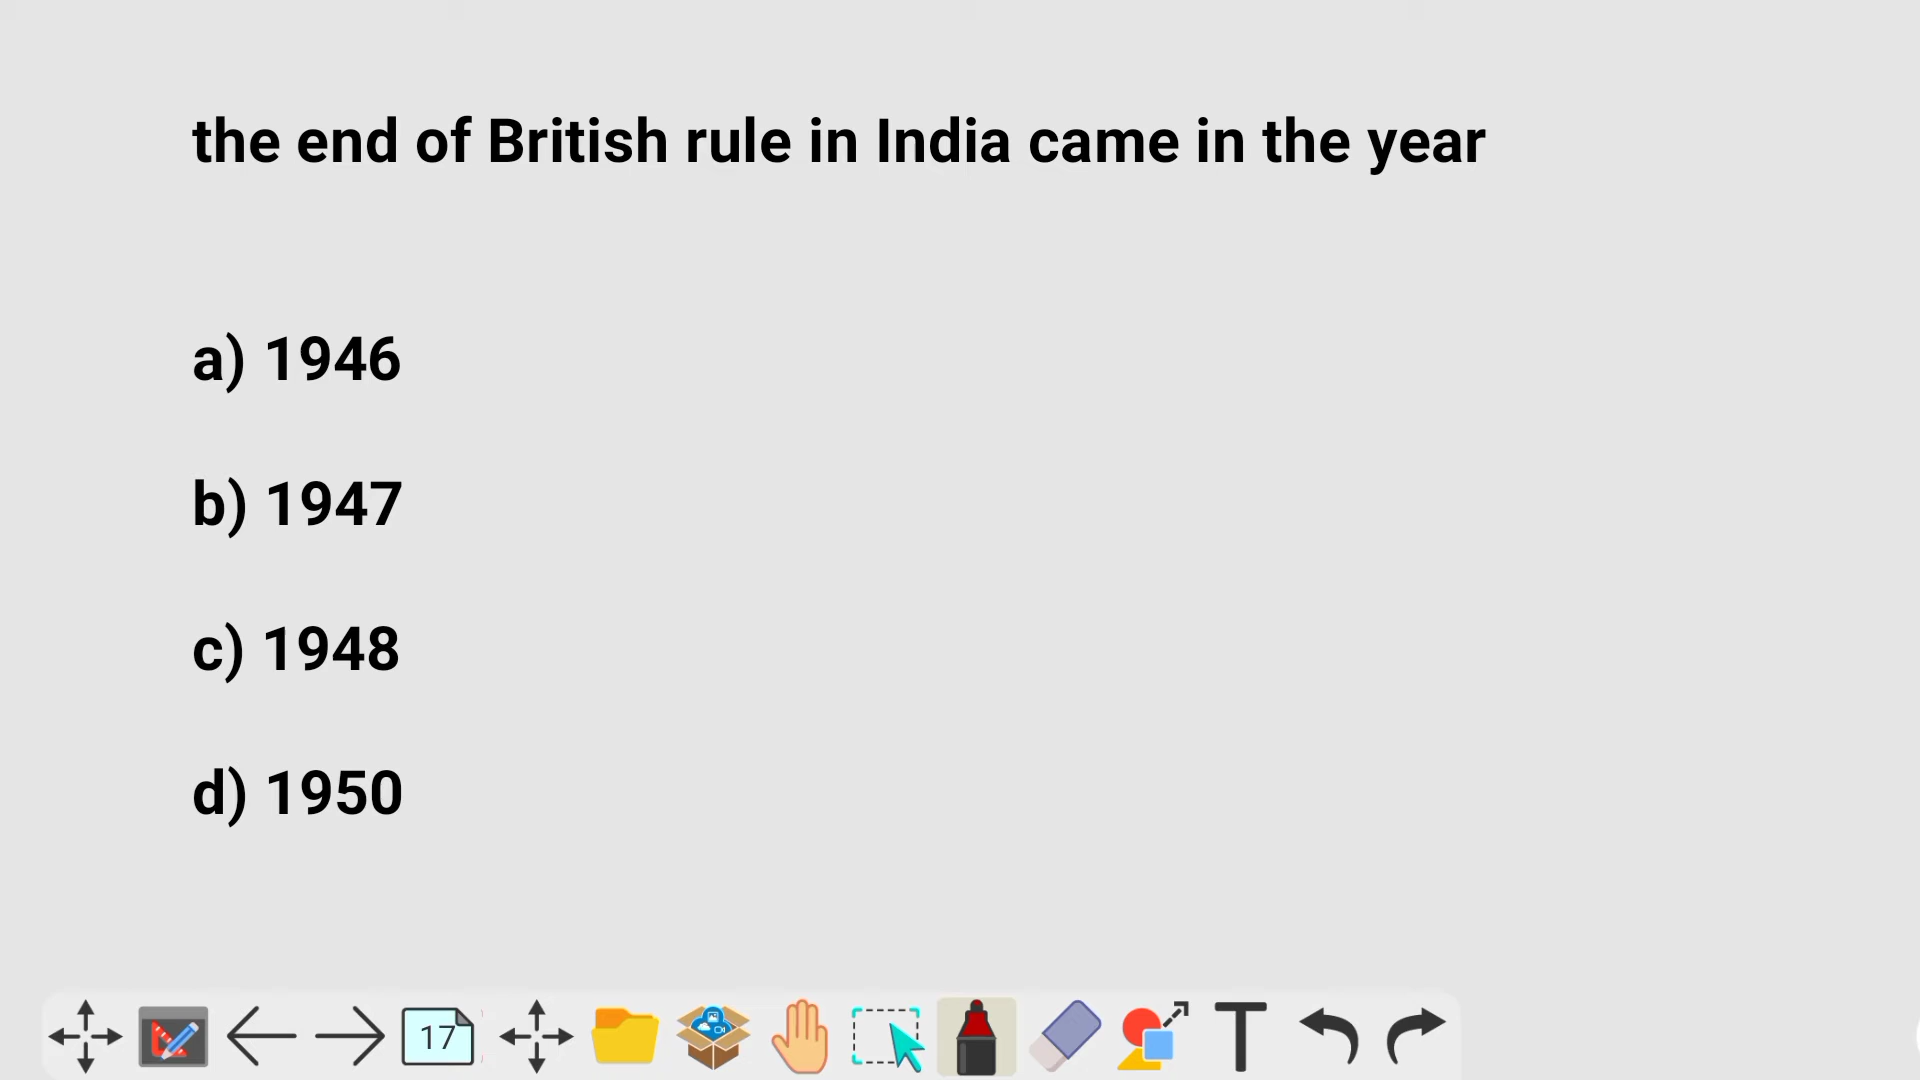 the end of British rule in India came in the year
a) 1946
b) 1947
c) 1948
d) 1950
17